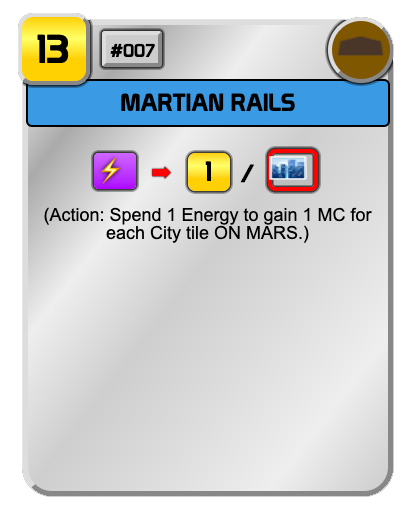 13
#007
MARTIAN RAILS
1 /
(Action: Spend 1 Energy to gain 1 MC for
each City tile ON MARS.)